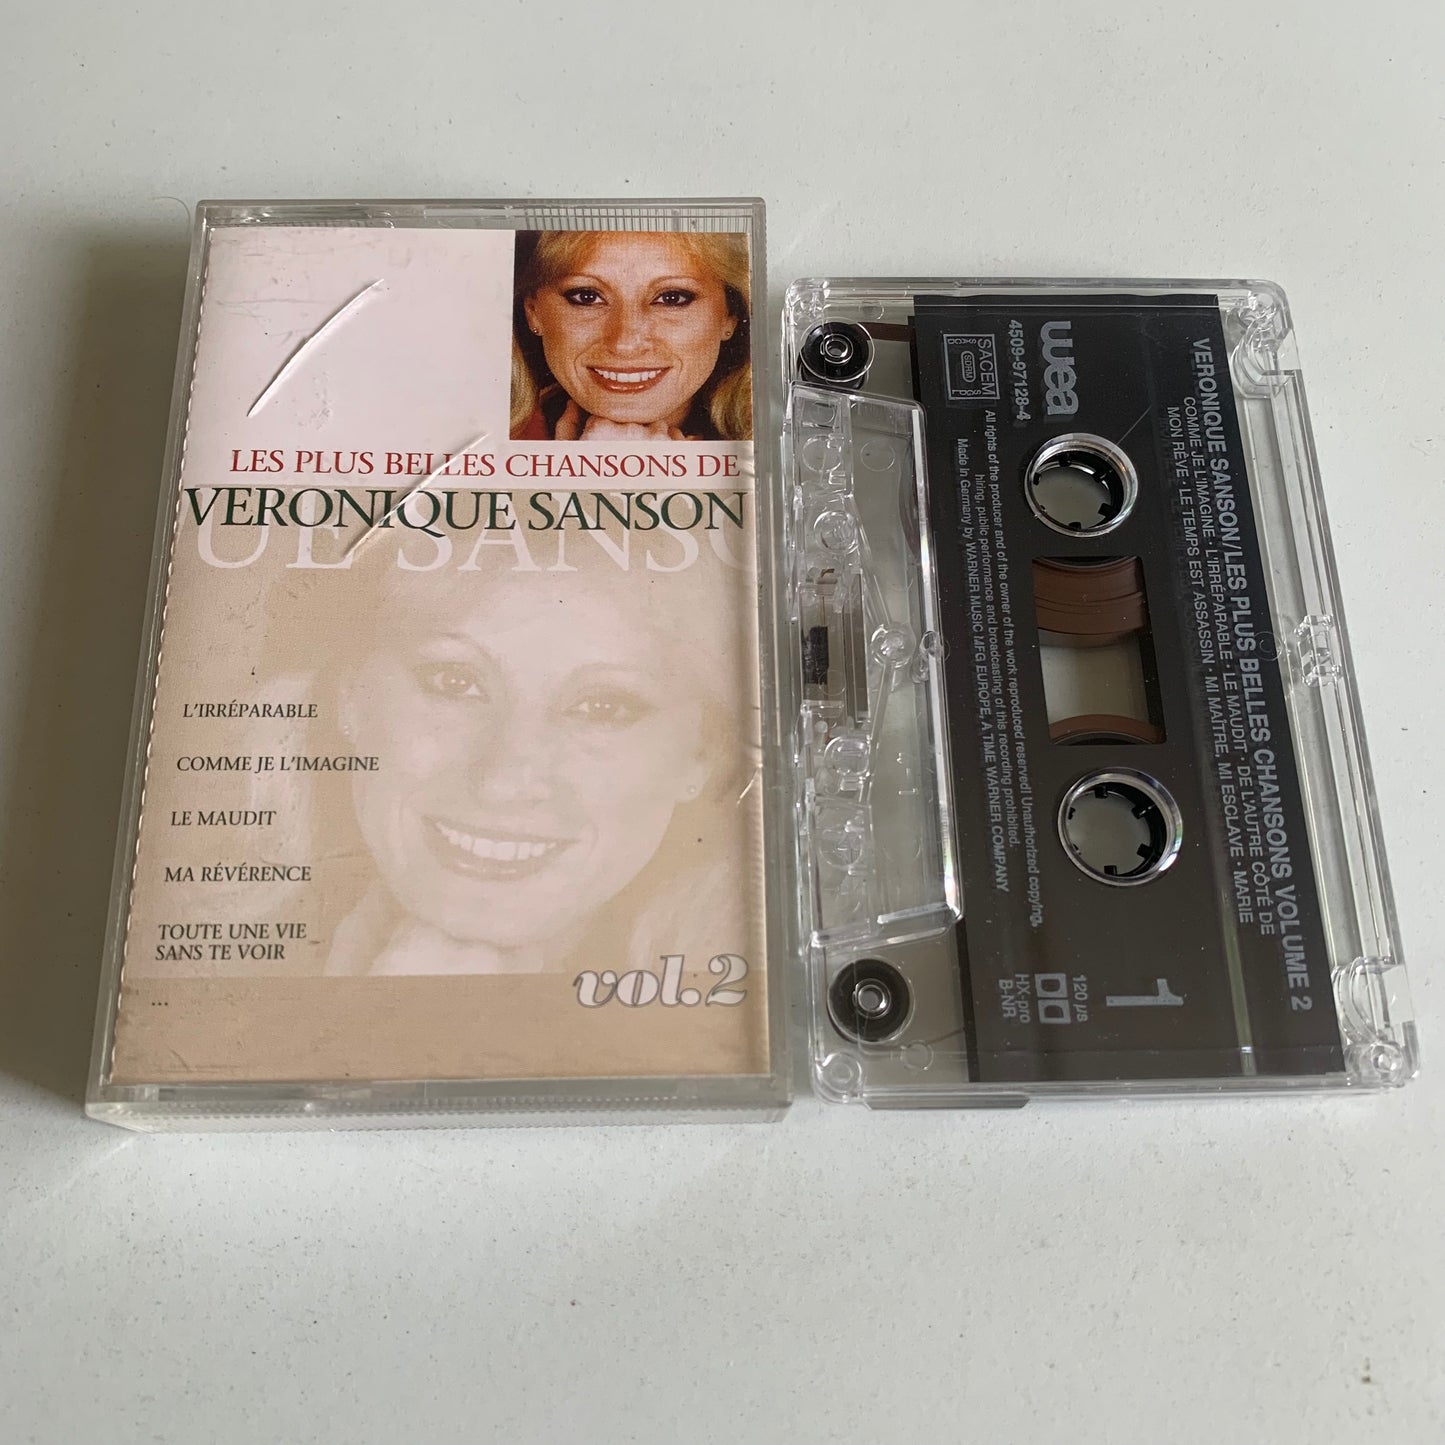 LES PLUS BELLES CHANSONS DE
VERONIQUE SANSON
UE SANSO
L'IRRÉPARABLE
COMME JE L'IMAGINE
LE MAUDIT
MA RÉVÉRENCE
TOUTE UNE VIE
SANS TE VOIR
...
vol.2
VERONIQUE SANSON/LES PLUS BELLES CHANSONS VOLUME 2
COMME JE L'IMAGINE · L'IRRÉPARABLE · LE MAUDIT · DE L'AUTRE CÔTÉ DE
MON RÊVE · LE TEMPS EST ASSASSIN · MI MAÎTRE, MI ESCLAVE · MARIE
wea
4509-97128-4
SACEM
SDRM
1
120 µs
HX-pro
B-NR
All rights of the producer and of the owner of the work reproduced reserved! Unauthorized copying,
hiring, public performance and broadcasting of this recording prohibited.
Made in Germany by WARNER MUSIC MFG EUROPE, A TIME WARNER COMPANY